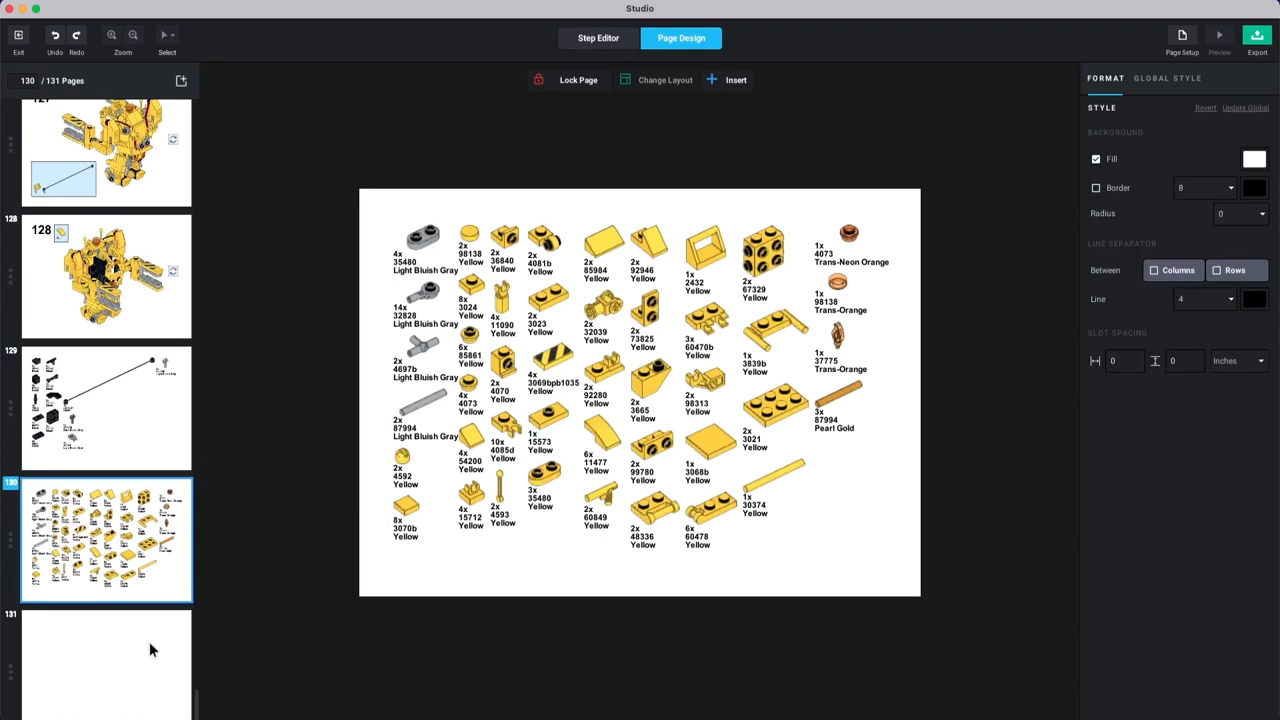 Studio
Exit
Undo
Redo
Zoom
Select
Step Editor
Page Design
Page Setup
Preview
Export
130 / 131 Pages
Lock Page
Change Layout
Insert
FORMAT
GLOBAL STYLE
STYLE
Revert
Update Global
BACKGROUND
Fill
Border
8
Radius
0
LINE SEPARATOR
Between
Columns
Rows
Line
4
SLOT SPACING
0
0
Inches
127
128
128
129
130
131
4x
35480
Light Bluish Gray
14x
32828
Light Bluish Gray
2x
4697b
Light Bluish Gray
2x
87994
Light Bluish Gray
2x
4592
Yellow
8x
3070b
Yellow
2x
98138
Yellow
8x
3024
Yellow
6x
85861
Yellow
4x
4073
Yellow
4x
54200
Yellow
4x
15712
Yellow
2x
36840
Yellow
4x
11090
Yellow
2x
4070
Yellow
10x
4085d
Yellow
2x
4593
Yellow
2x
4081b
Yellow
2x
3023
Yellow
4x
3069bpb1035
Yellow
1x
15573
Yellow
3x
35480
Yellow
2x
85984
Yellow
2x
32039
Yellow
2x
92280
Yellow
6x
11477
Yellow
2x
60849
Yellow
2x
92946
Yellow
2x
73825
Yellow
2x
3665
Yellow
2x
99780
Yellow
2x
48336
Yellow
1x
2432
Yellow
3x
60470b
Yellow
2x
98313
Yellow
1x
3068b
Yellow
6x
60478
Yellow
2x
67329
Yellow
1x
3839b
Yellow
2x
3021
Yellow
1x
30374
Yellow
1x
4073
Trans-Neon Orange
1x
98138
Trans-Orange
1x
37775
Trans-Orange
3x
87994
Pearl Gold